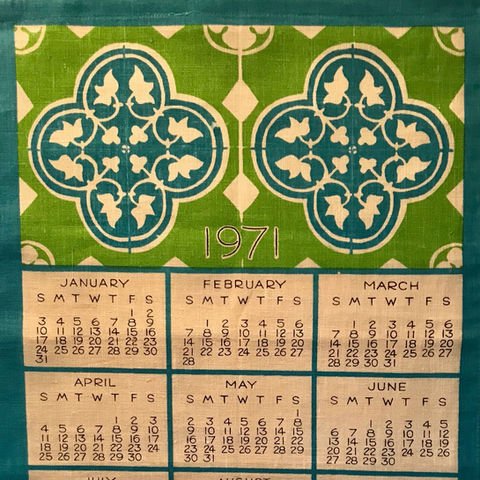 1971
JANUARY
S M T W T F S
1 2
3 4 5 6 7 8 9
10 11 12 13 14 15 16
17 18 19 20 21 22 23
24 25 26 27 28 29 30
31
FEBRUARY
S M T W T F S
1 2 3 4 5 6
7 8 9 10 11 12 13
14 15 16 17 18 19 20
21 22 23 24 25 26 27
28
MARCH
S M T W T F S
1 2 3 4 5 6
7 8 9 10 11 12 13
14 15 16 17 18 19 20
21 22 23 24 25 26 27
28 29 30 31
APRIL
S M T W T F S
1 2 3
4 5 6 7 8 9 10
11 12 13 14 15 16 17
18 19 20 21 22 23 24
25 26 27 28 29 30
MAY
S M T W T F S
1
2 3 4 5 6 7 8
9 10 11 12 13 14 15
16 17 18 19 20 21 22
23 24 25 26 27 28 29
30 31
JUNE
S M T W T F S
1 2 3 4 5
6 7 8 9 10 11 12
13 14 15 16 17 18 19
20 21 22 23 24 25 26
27 28 29 30
JULY
AUGUST